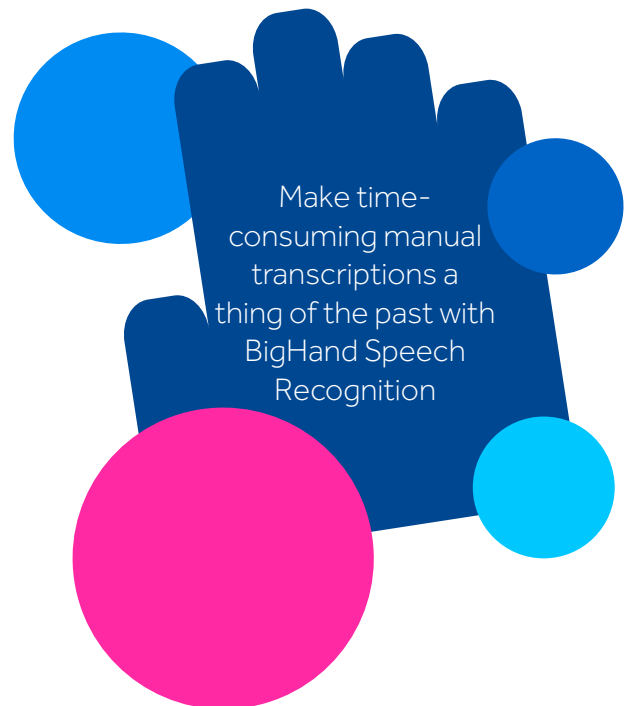 Make time-
consuming manual
transcriptions a
thing of the past with
BigHand Speech
Recognition